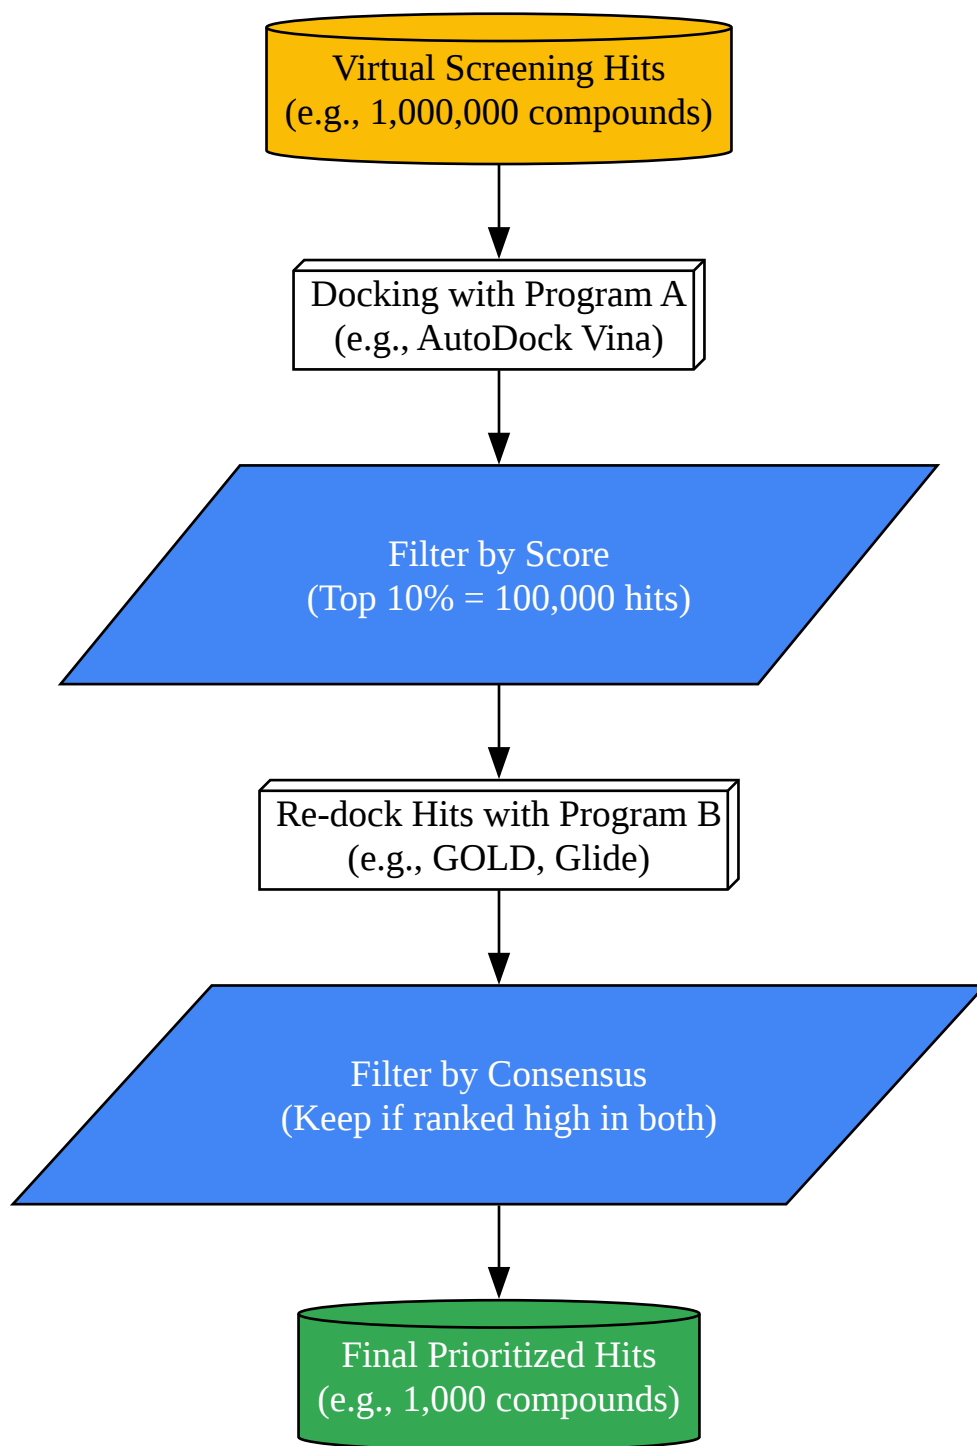 Virtual Screening Hits
(e.g., 1,000,000 compounds)
Docking with Program A
(e.g., AutoDock Vina)
Filter by Score
(Top 10% = 100,000 hits)
Re-dock Hits with Program B
(e.g., GOLD, Glide)
Filter by Consensus
(Keep if ranked high in both)
Final Prioritized Hits
(e.g., 1,000 compounds)